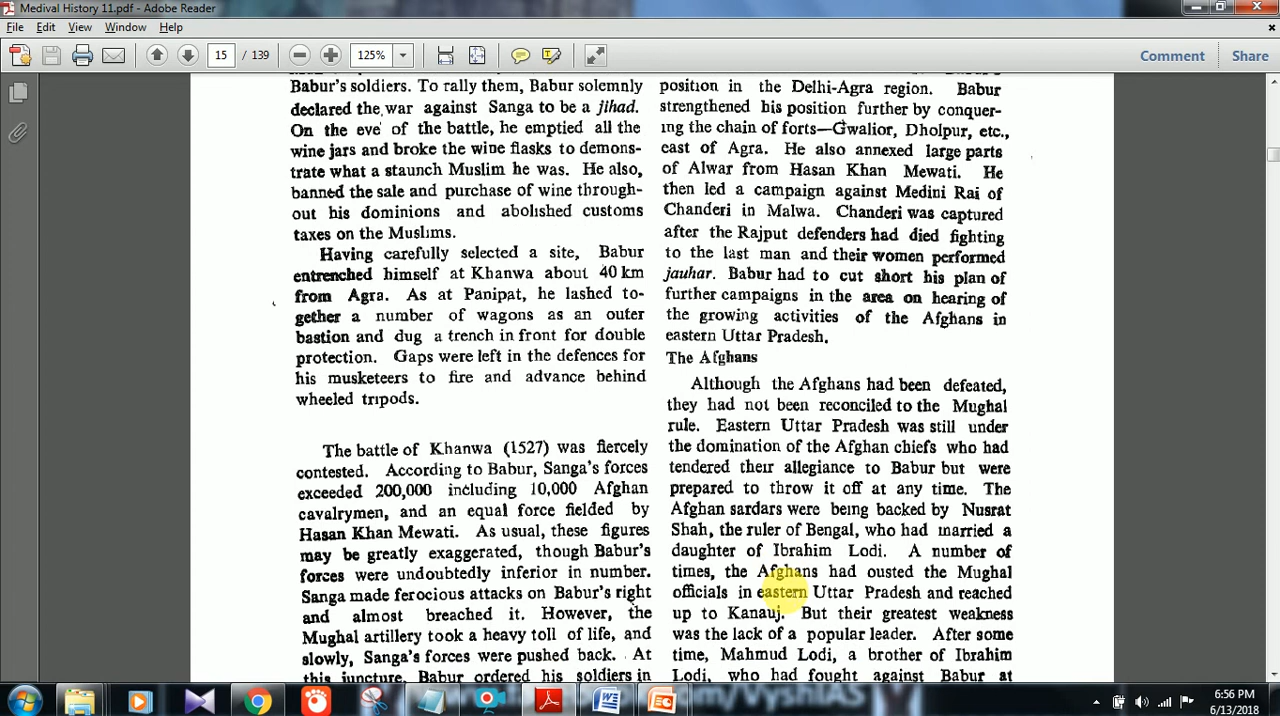 Medival History 11.pdf - Adobe Reader
File Edit View Window Help
15 / 139 125% Comment Share
Babur's soldiers. To rally them, Babur solemnly
declared the war against Sanga to be a jihad.
On the eve of the battle, he emptied all the
wine jars and broke the wine flasks to demons-
trate what a staunch Muslim he was. He also,
banned the sale and purchase of wine through-
out his dominions and abolished customs
taxes on the Muslims.
Having carefully selected a site, Babur
entrenched himself at Khanwa about 40 km
from Agra. As at Panipat, he lashed to-
gether a number of wagons as an outer
bastion and dug a trench in front for double
protection. Gaps were left in the defences for
his musketeers to fire and advance behind
wheeled tripods.
The battle of Khanwa (1527) was fiercely
contested. According to Babur, Sanga's forces
exceeded 200,000 including 10,000 Afghan
cavalrymen, and an equal force fielded by
Hasan Khan Mewati. As usual, these figures
may be greatly exaggerated, though Babur's
forces were undoubtedly inferior in number.
Sanga made ferocious attacks on Babur's right
and almost breached it. However, the
Mughal artillery took a heavy toll of life, and
slowly, Sanga's forces were pushed back. At
this juncture, Babur ordered his soldiers in
position in the Delhi-Agra region. Babur
strengthened his position further by conquer-
ing the chain of forts—Gwalior, Dholpur, etc.,
east of Agra. He also annexed large parts
of Alwar from Hasan Khan Mewati. He
then led a campaign against Medini Rai of
Chanderi in Malwa. Chanderi was captured
after the Rajput defenders had died fighting
to the last man and their women performed
jauhar. Babur had to cut short his plan of
further campaigns in the area on hearing of
the growing activities of the Afghans in
eastern Uttar Pradesh.
The Afghans
Although the Afghans had been defeated,
they had not been reconciled to the Mughal
rule. Eastern Uttar Pradesh was still under
the domination of the Afghan chiefs who had
tendered their allegiance to Babur but were
prepared to throw it off at any time. The
Afghan sardars were being backed by Nusrat
Shah, the ruler of Bengal, who had married a
daughter of Ibrahim Lodi. A number of
times, the Afghans had ousted the Mughal
officials in eastern Uttar Pradesh and reached
up to Kanauj. But their greatest weakness
was the lack of a popular leader. After some
time, Mahmud Lodi, a brother of Ibrahim
Lodi, who had fought against Babur at
6:56 PM
6/13/2018